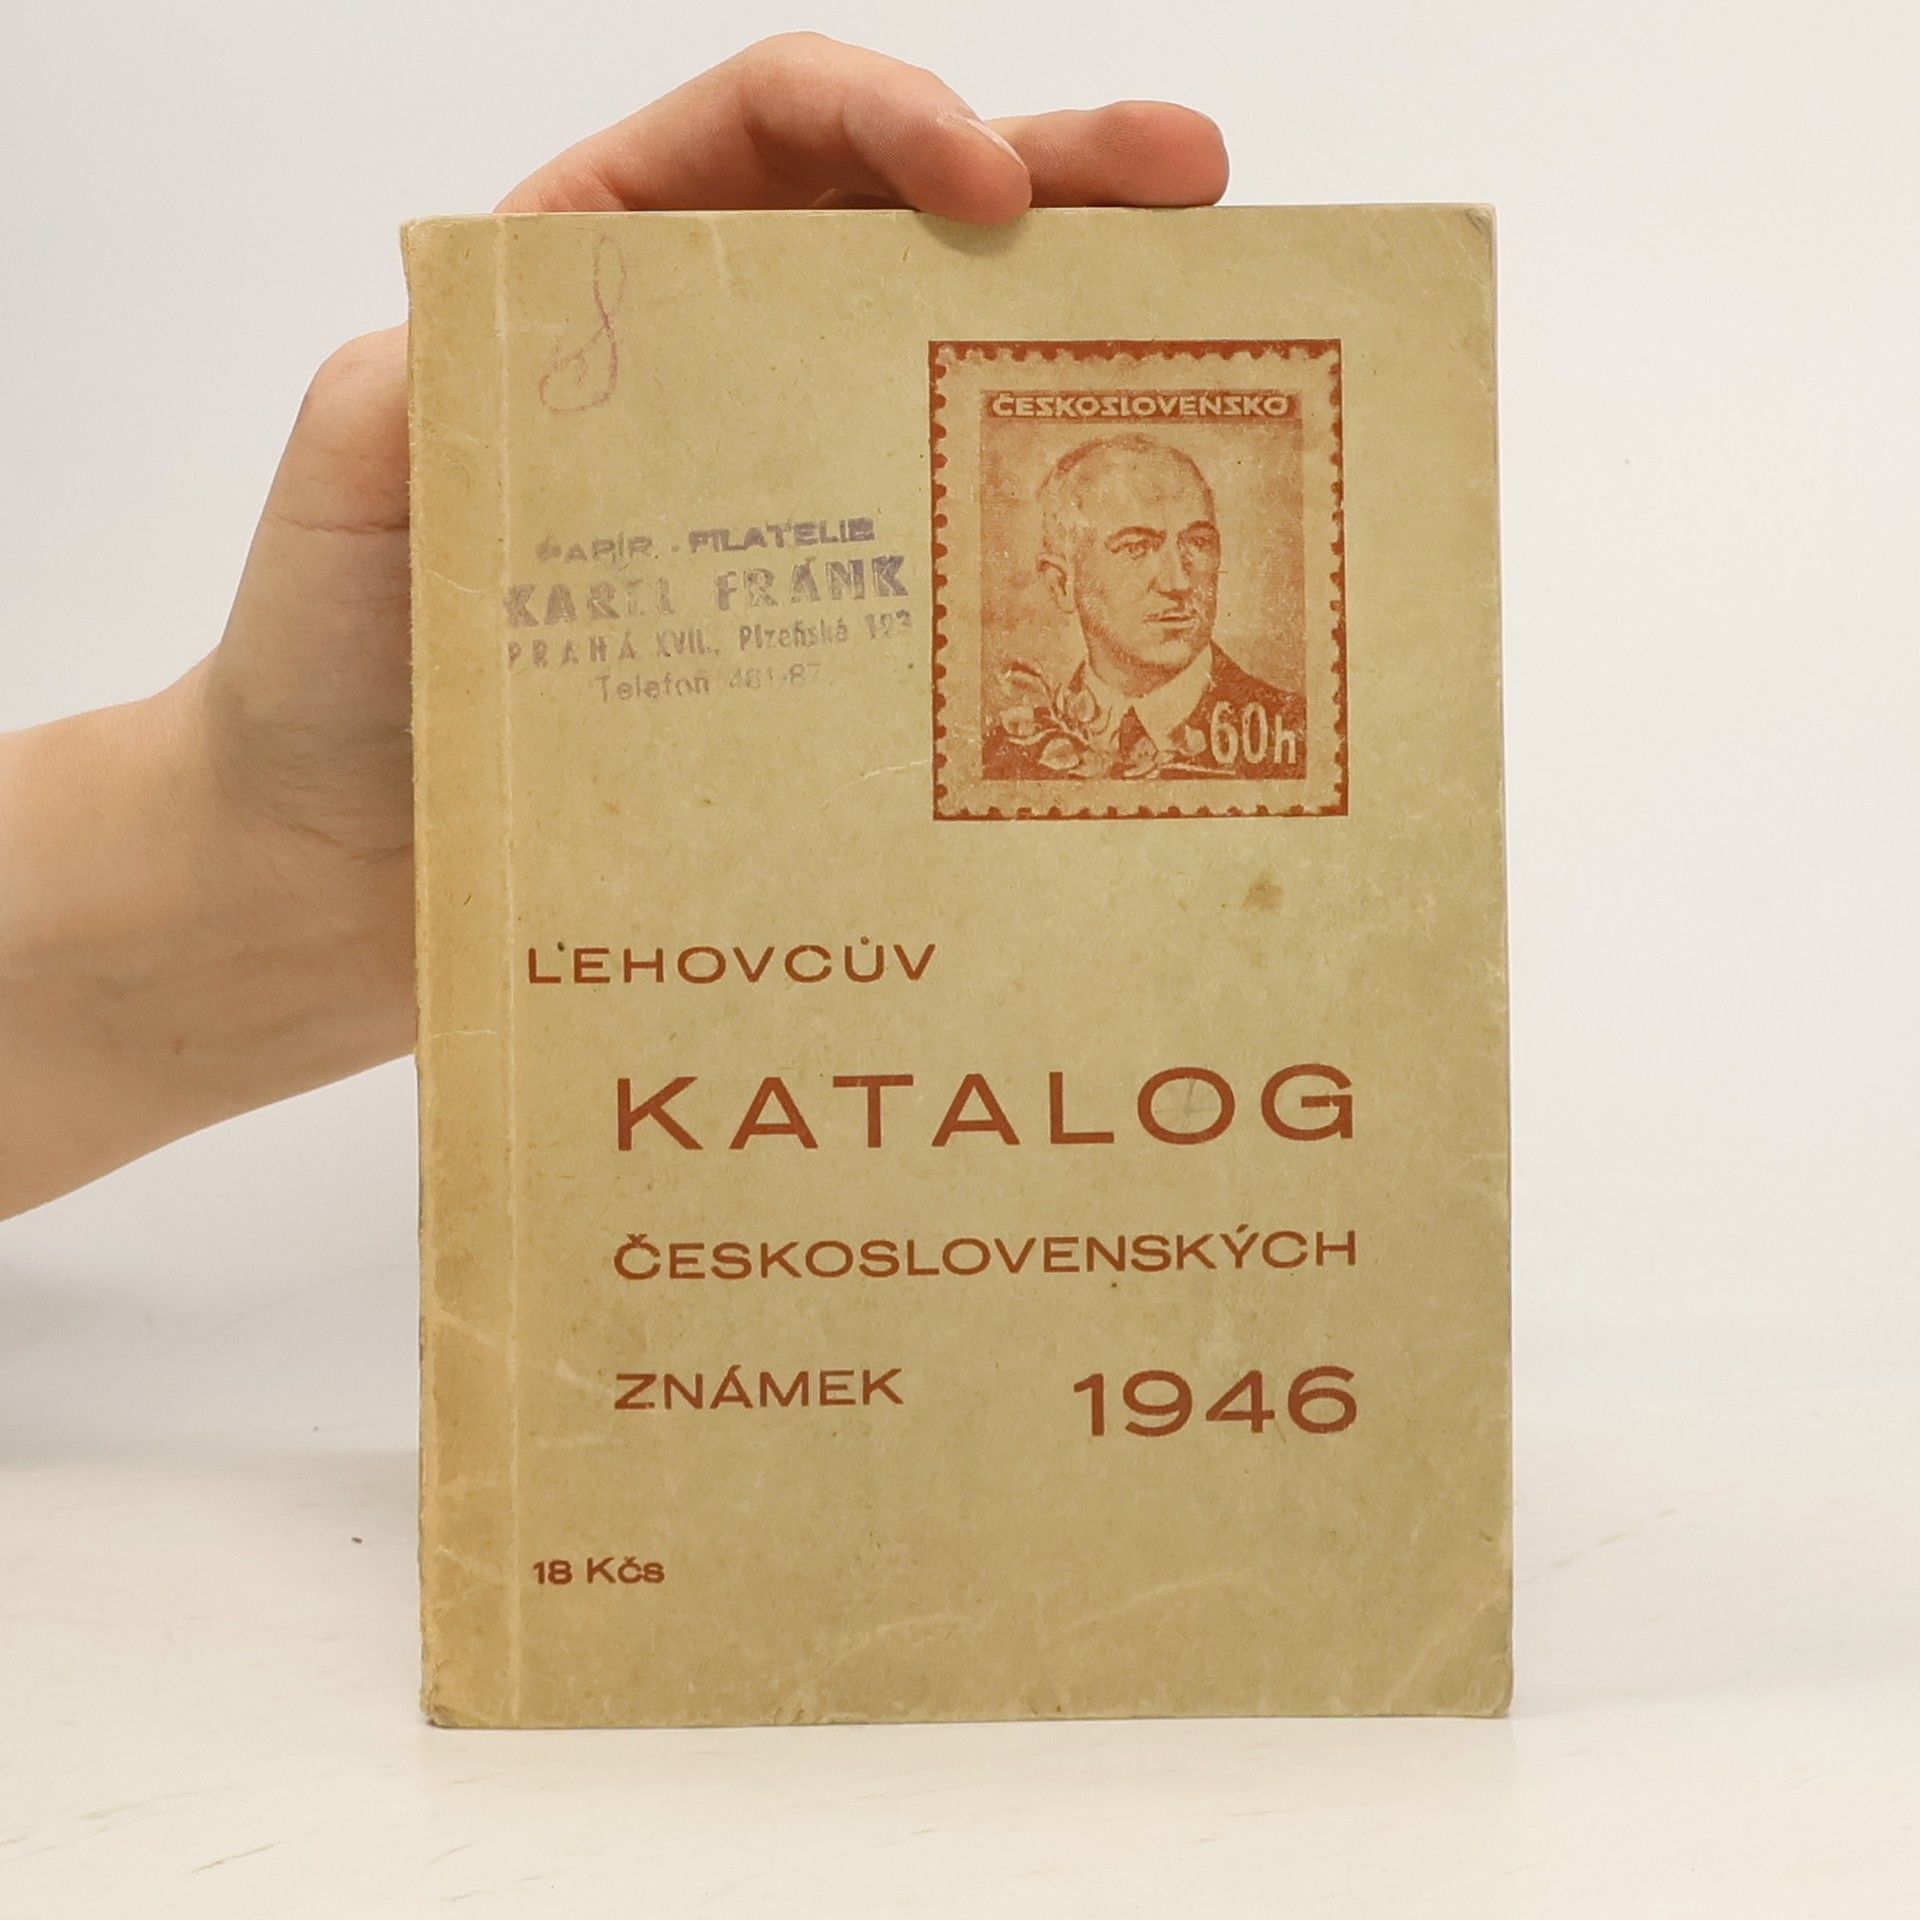 ČESKOSLOVENSKO
60h
PAPÍR - FILATELIE
KAREL FRÁNK
PRAHA XVII., Plzeňská 123
Telefon 461-87
LEHOVCŮV
KATALOG
ČESKOSLOVENSKÝCH
ZNÁMEK 1946
18 Kčs